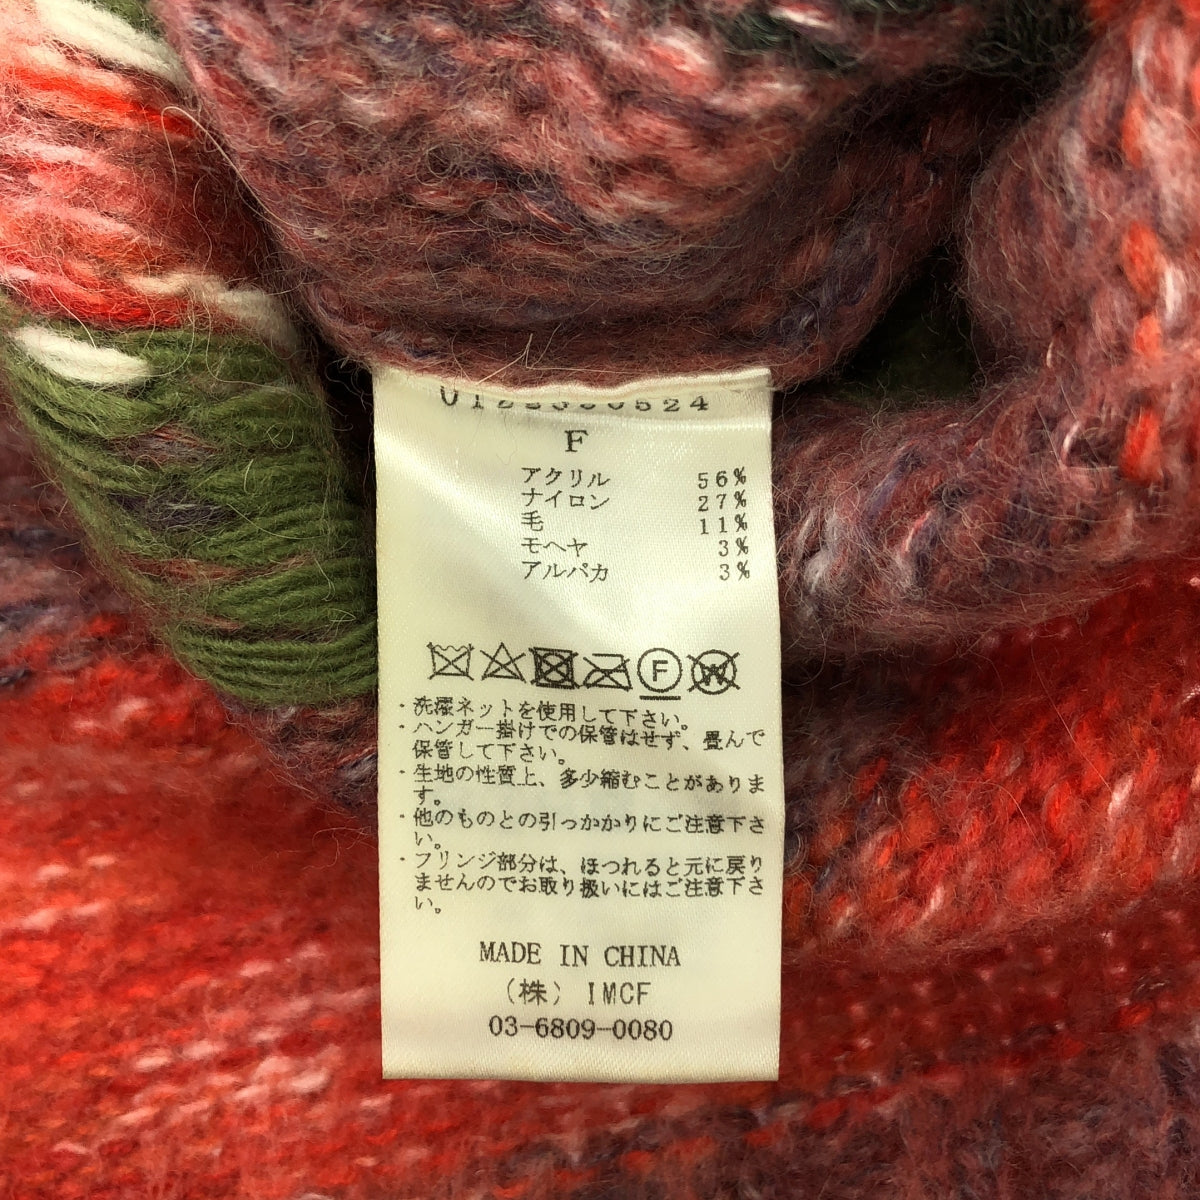 F
アクリル 56%
ナイロン 27%
毛 11%
モヘヤ 3%
アルパカ 3%
F
W
・洗濯ネットを使用して下さい。
・ハンガー掛けでの保管はせず、畳んで
保管して下さい。
・生地の性質上、多少縮むことがありま
す。
・他のものとの引っかかりにご注意下さ
い。
・フリンジ部分は、ほつれると元に戻り
ませんのでお取り扱いにはご注意下さ
い。
MADE IN CHINA
(株) IMCF
03-6809-0080